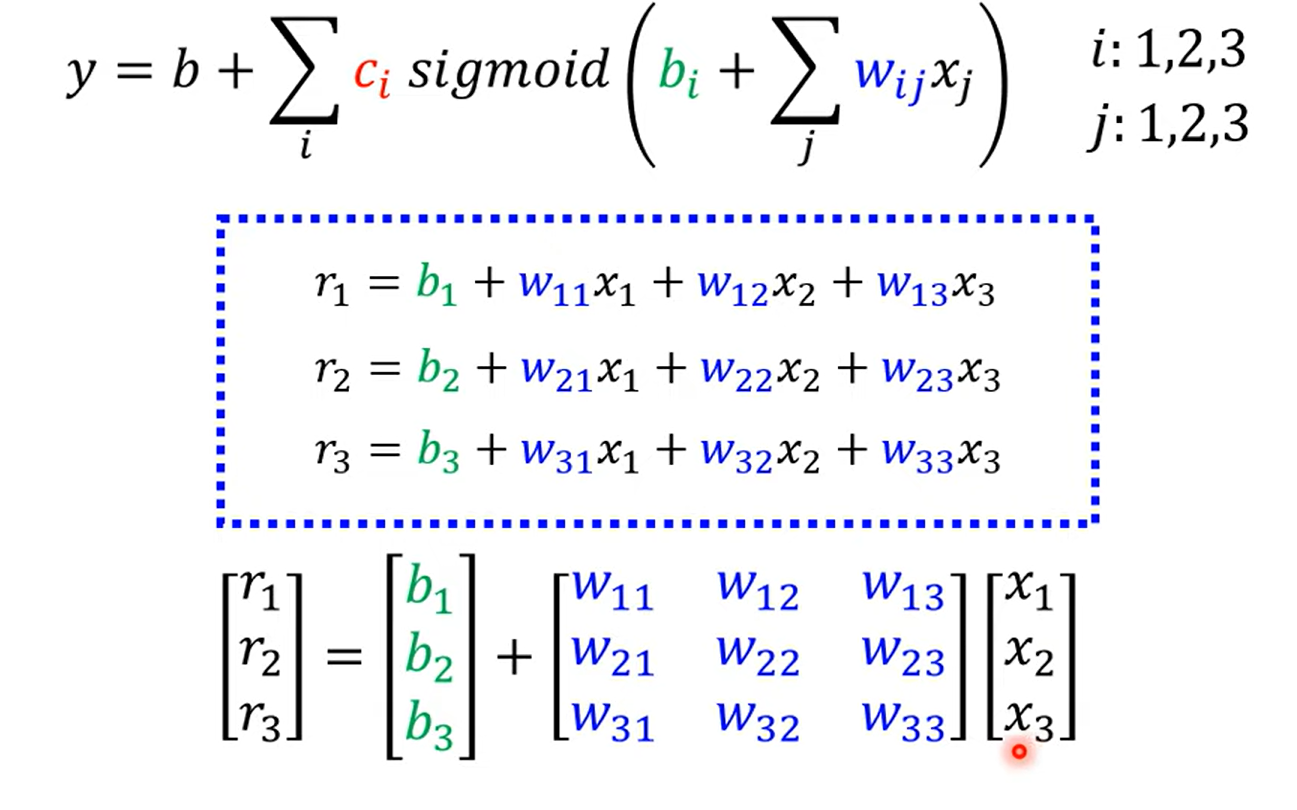 y = b + ∑_i c_i sigmoid ( b_i + ∑_j w_ij x_j )    i: 1,2,3
j: 1,2,3
r_1 = b_1 + w_11 x_1 + w_12 x_2 + w_13 x_3
r_2 = b_2 + w_21 x_1 + w_22 x_2 + w_23 x_3
r_3 = b_3 + w_31 x_1 + w_32 x_2 + w_33 x_3
[r_1] [b_1] [w_11 w_12 w_13] [x_1]
[r_2] = [b_2] + [w_21 w_22 w_23] [x_2]
[r_3] [b_3] [w_31 w_32 w_33] [x_3]